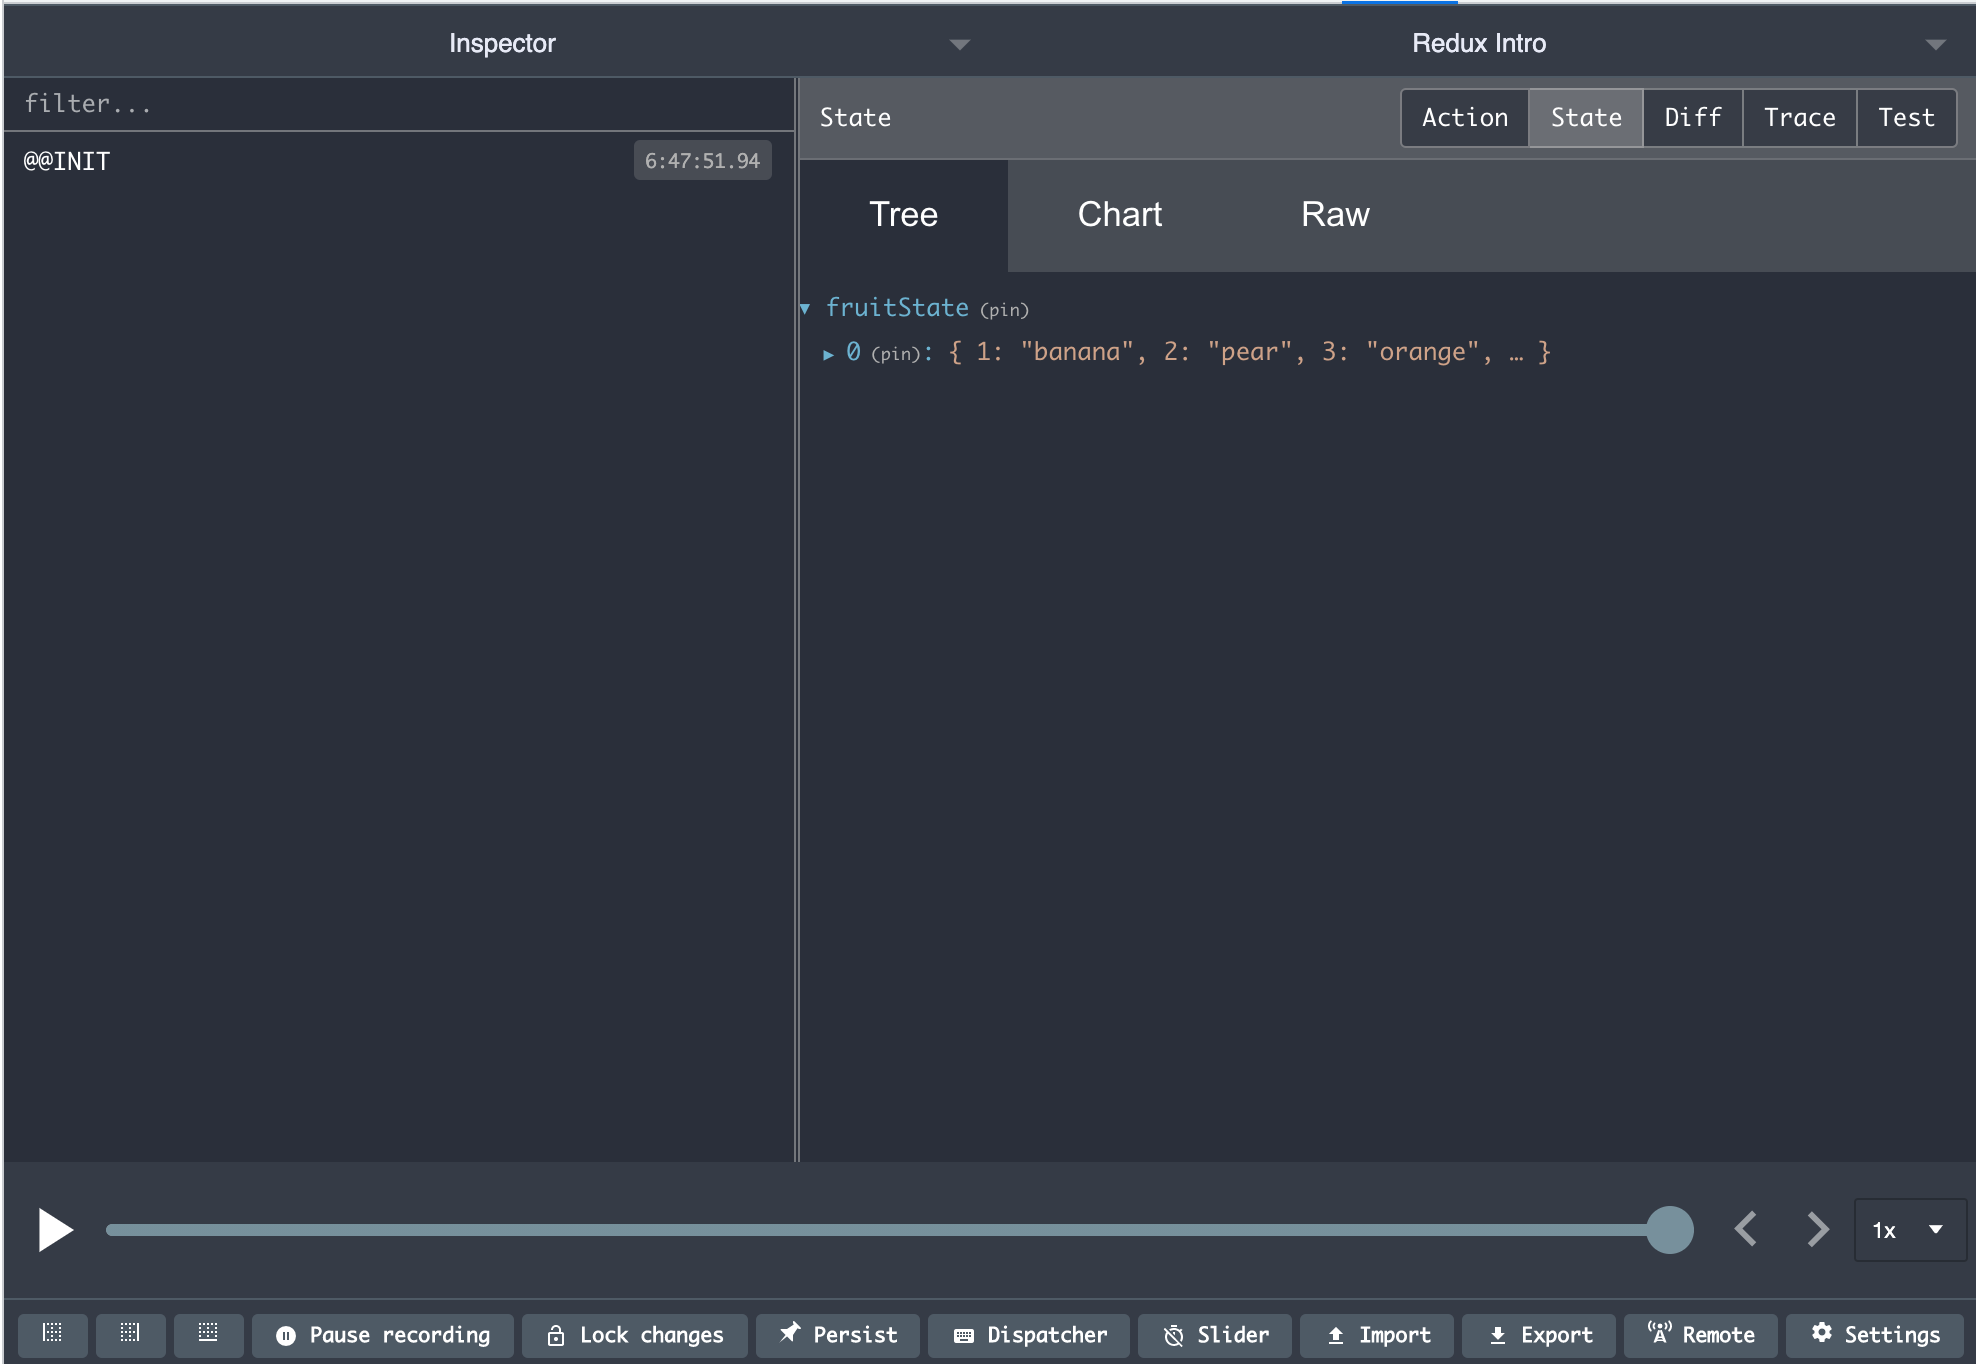 Inspector
Redux Intro
filter...
@@INIT
6:47:51.94
State
Action State Diff Trace Test
Tree Chart Raw
fruitState (pin)
0 (pin): { 1: "banana", 2: "pear", 3: "orange", … }
1x
Pause recording Lock changes Persist Dispatcher Slider Import Export Remote Settings